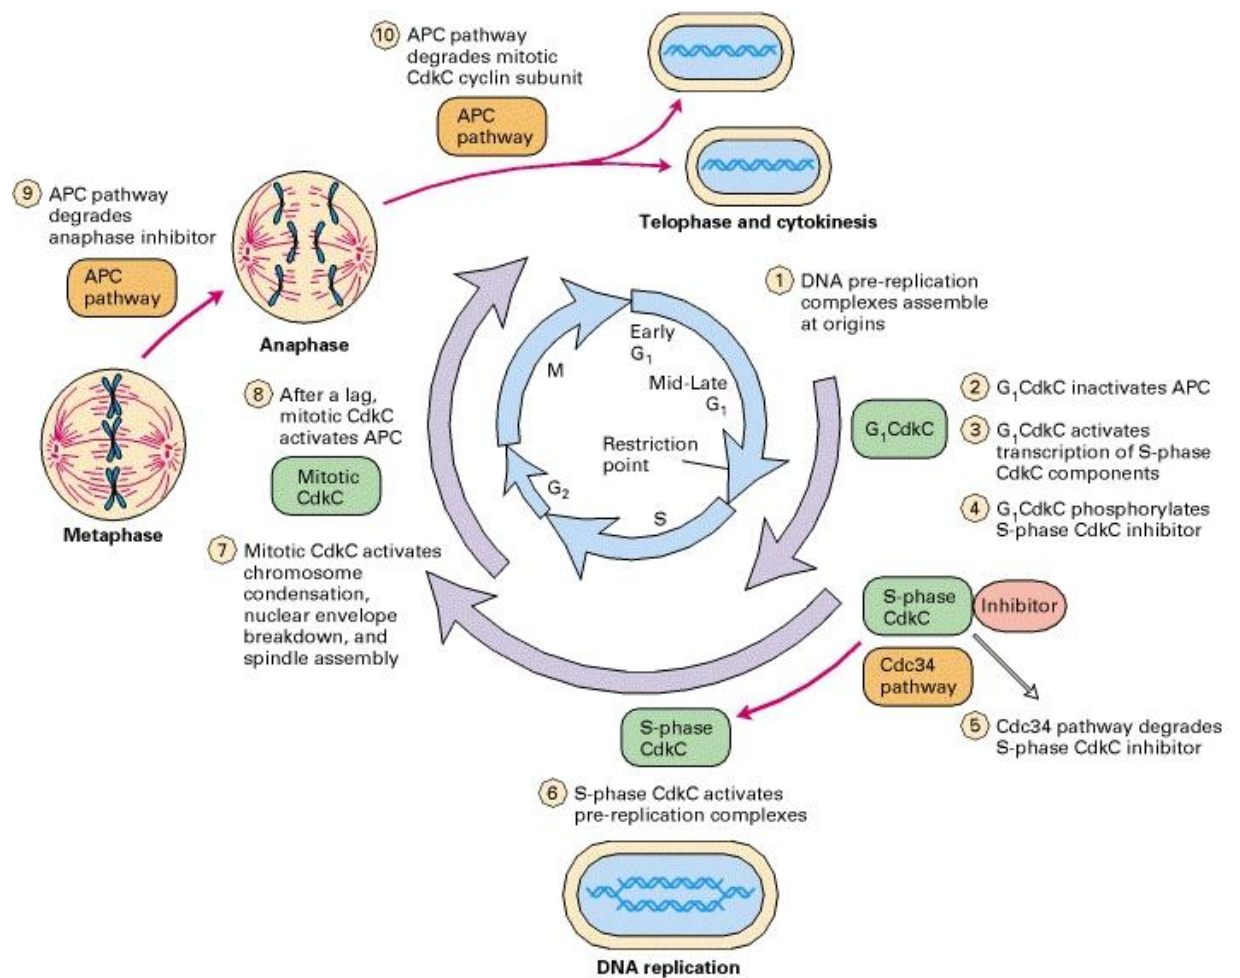 10 APC pathway
degrades mitotic
CdkC cyclin subunit
APC
pathway
Telophase and cytokinesis
9 APC pathway
degrades
anaphase inhibitor
APC
pathway
Anaphase
Metaphase
1 DNA pre-replication
complexes assemble
at origins
Early
G₁
Mid-Late
G₁
Restriction
point
S
G₂
M
G₁CdkC
2 G₁CdkC inactivates APC
3 G₁CdkC activates
transcription of S-phase
CdkC components
4 G₁CdkC phosphorylates
S-phase CdkC inhibitor
S-phase
CdkC
Inhibitor
Cdc34
pathway
5 Cdc34 pathway degrades
S-phase CdkC inhibitor
S-phase
CdkC
6 S-phase CdkC activates
pre-replication complexes
DNA replication
8 After a lag,
mitotic CdkC
activates APC
Mitotic
CdkC
7 Mitotic CdkC activates
chromosome
condensation,
nuclear envelope
breakdown, and
spindle assembly